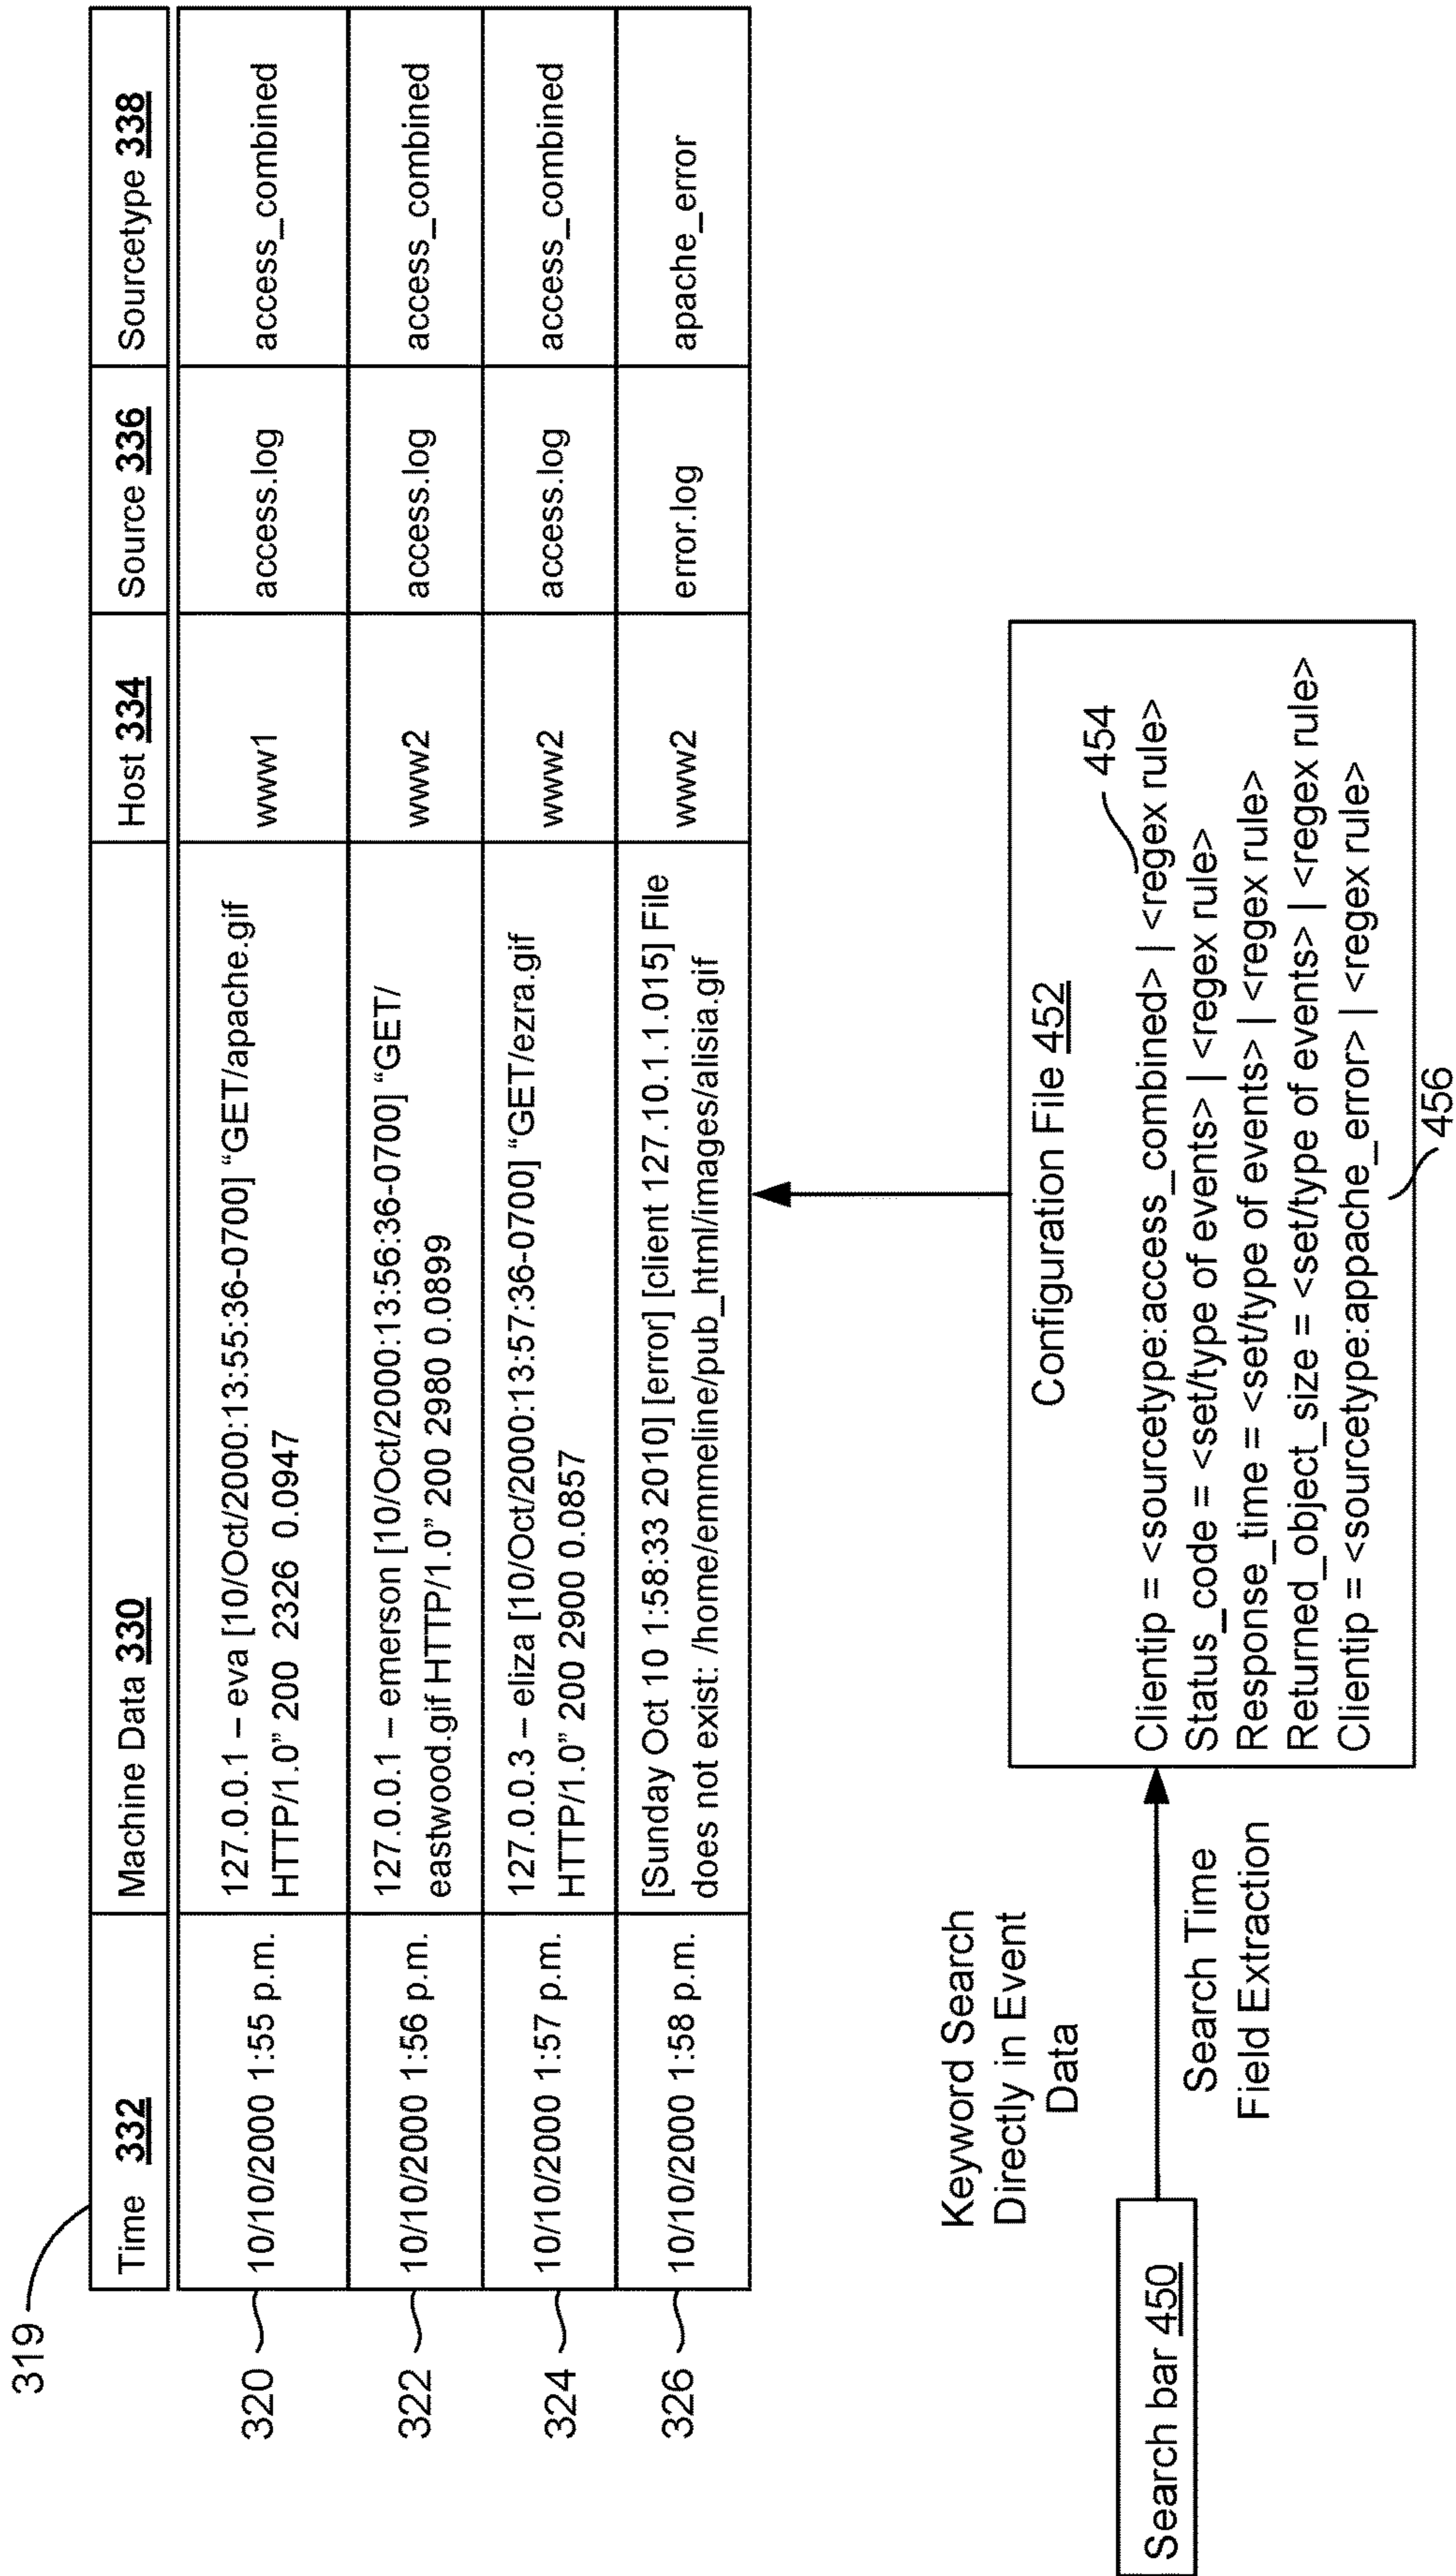 319
Time 332
Machine Data 330
Host 334
Source 336
Sourcetype 338
320
10/10/2000 1:55 p.m.
127.0.0.1 – eva [10/Oct/2000:13:55:36-0700] “GET/apache.gif
HTTP/1.0” 200 2326 0.0947
www1
access.log
access_combined
322
10/10/2000 1:56 p.m.
127.0.0.1 – emerson [10/Oct/2000:13:56:36-0700] “GET/
eastwood.gif HTTP/1.0” 200 2980 0.0899
www2
access.log
access_combined
324
10/10/2000 1:57 p.m.
127.0.0.3 – eliza [10/Oct/2000:13:57:36-0700] “GET/ezra.gif
HTTP/1.0” 200 2900 0.0857
www2
access.log
access_combined
326
10/10/2000 1:58 p.m.
[Sunday Oct 10 1:58:33 2010] [error] [client 127.10.1.1.015] File
does not exist: /home/emmeline/pub_html/images/alisia.gif
www2
error.log
apache_error
Keyword Search
Directly in Event
Data
Search bar 450
Search Time
Field Extraction
Configuration File 452
454
Clientip = <sourcetype:access_combined> | <regex rule>
Status_code = <set/type of events> | <regex rule>
Response_time = <set/type of events> | <regex rule>
Returned_object_size = <set/type of events> | <regex rule>
Clientip = <sourcetype:appache_error> | <regex rule>
456